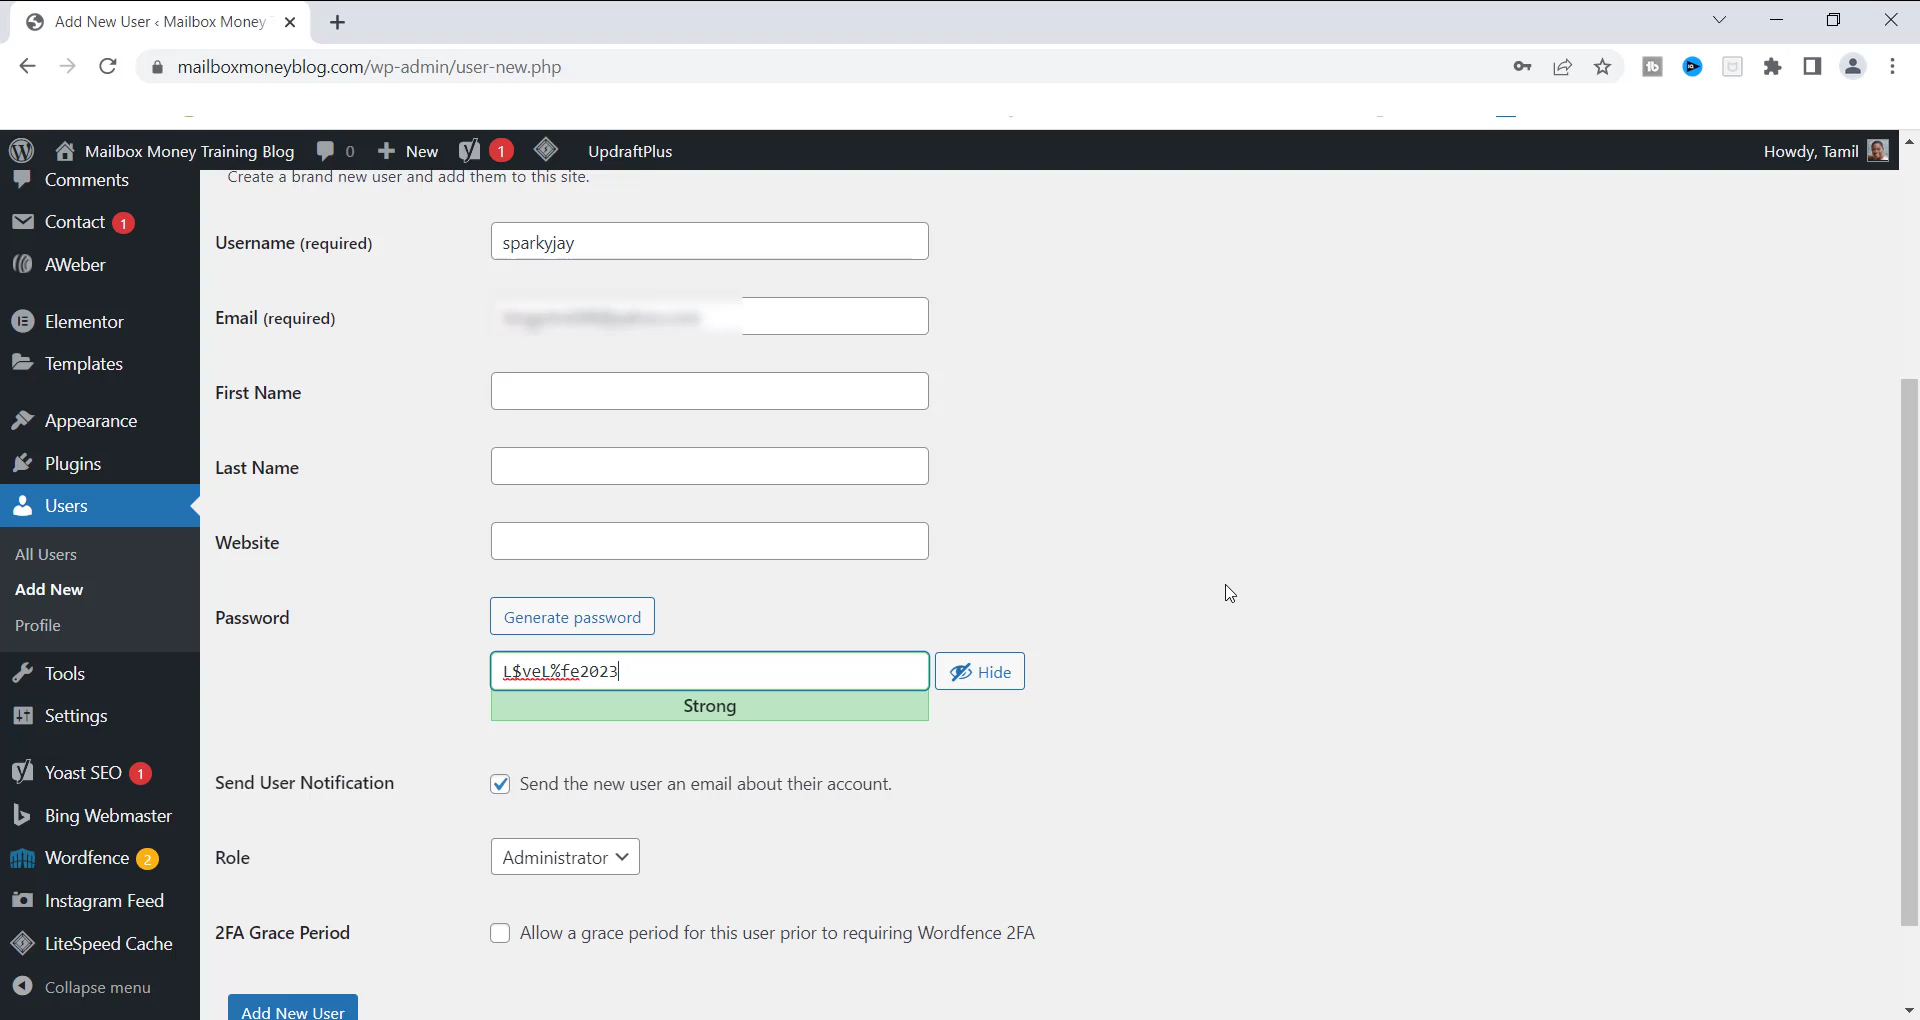 Add New User ‹ Mailbox Money
mailboxmoneyblog.com/wp-admin/user-new.php
Mailbox Money Training Blog 0 New 1 UpdraftPlus Howdy, Tamil
Comments
Contact 1
AWeber
Elementor
Templates
Appearance
Plugins
Users
All Users
Add New
Profile
Tools
Settings
Yoast SEO 1
Bing Webmaster
Wordfence 2
Instagram Feed
LiteSpeed Cache
Collapse menu
Create a brand new user and add them to this site.
Username (required) sparkyjay
Email (required)
First Name
Last Name
Website
Password Generate password
L$veL%fe2023 Hide
Strong
Send User Notification Send the new user an email about their account.
Role Administrator
2FA Grace Period Allow a grace period for this user prior to requiring Wordfence 2FA
Add New User